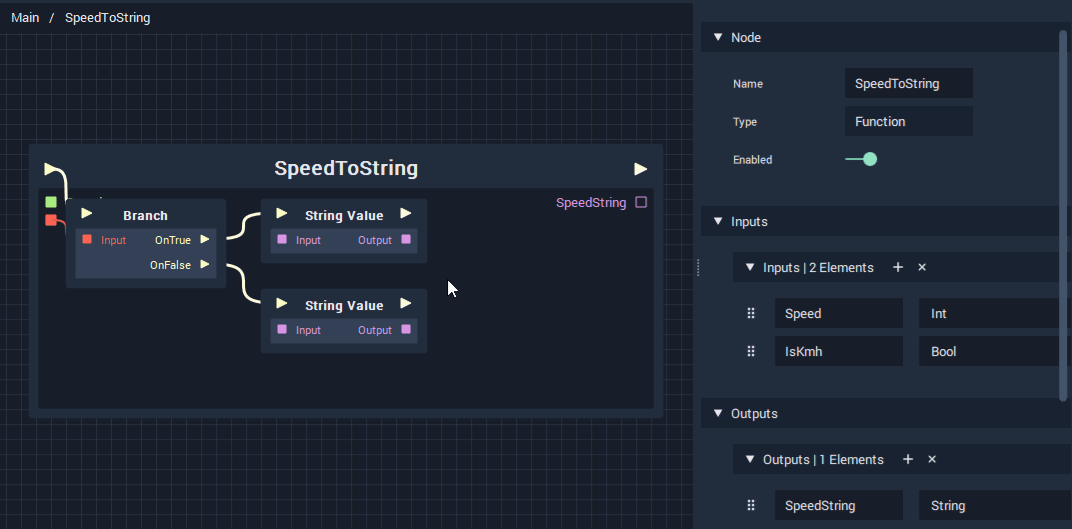 Main / SpeedToString
SpeedToString
SpeedString
Branch
Input OnTrue
OnFalse
String Value
Input Output
String Value
Input Output
Node
Name SpeedToString
Type Function
Enabled
Inputs
Inputs | 2 Elements + ×
Speed Int
IsKmh Bool
Outputs
Outputs | 1 Elements + ×
SpeedString String